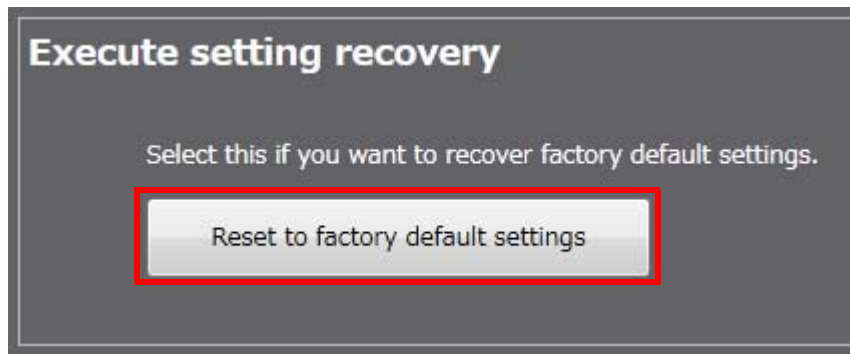 Execute setting recovery
Select this if you want to recover factory default settings.
Reset to factory default settings